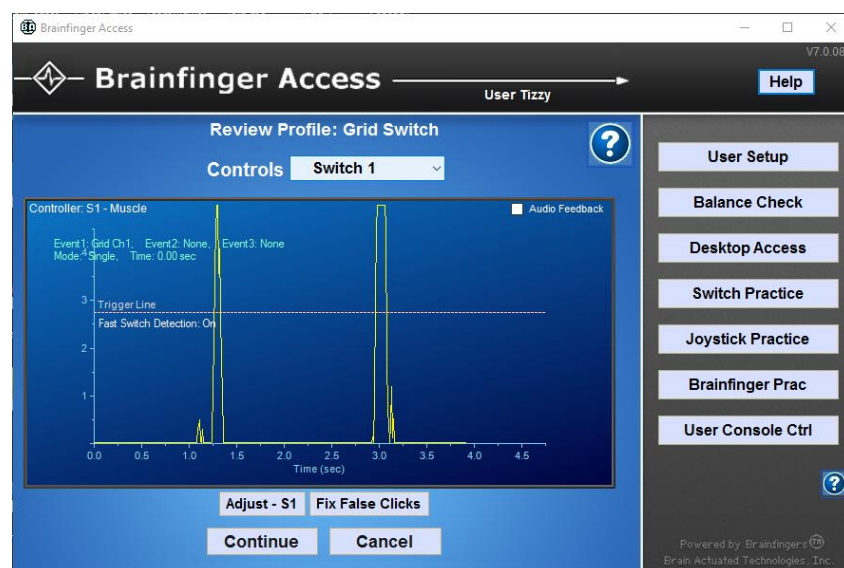 Brainfinger Access
V7.0.08
Brainfinger Access
User Tizzy
Help
Review Profile: Grid Switch
?
Controls Switch 1
Controller: S1 - Muscle
Audio Feedback
Event1: Grid Ch1, Event2: None, Event3: None
Mode: Single, Time: 0.00 sec
4
3
Trigger Line
Fast Switch Detection: On
2
1
0.0 0.5 1.0 1.5 2.0 2.5 3.0 3.5 4.0 4.5
Time (sec)
Adjust - S1 Fix False Clicks
Continue Cancel
User Setup
Balance Check
Desktop Access
Switch Practice
Joystick Practice
Brainfinger Prac
User Console Ctrl
?
Powered by Brainfingers TM
Brain Actuated Technologies, Inc.